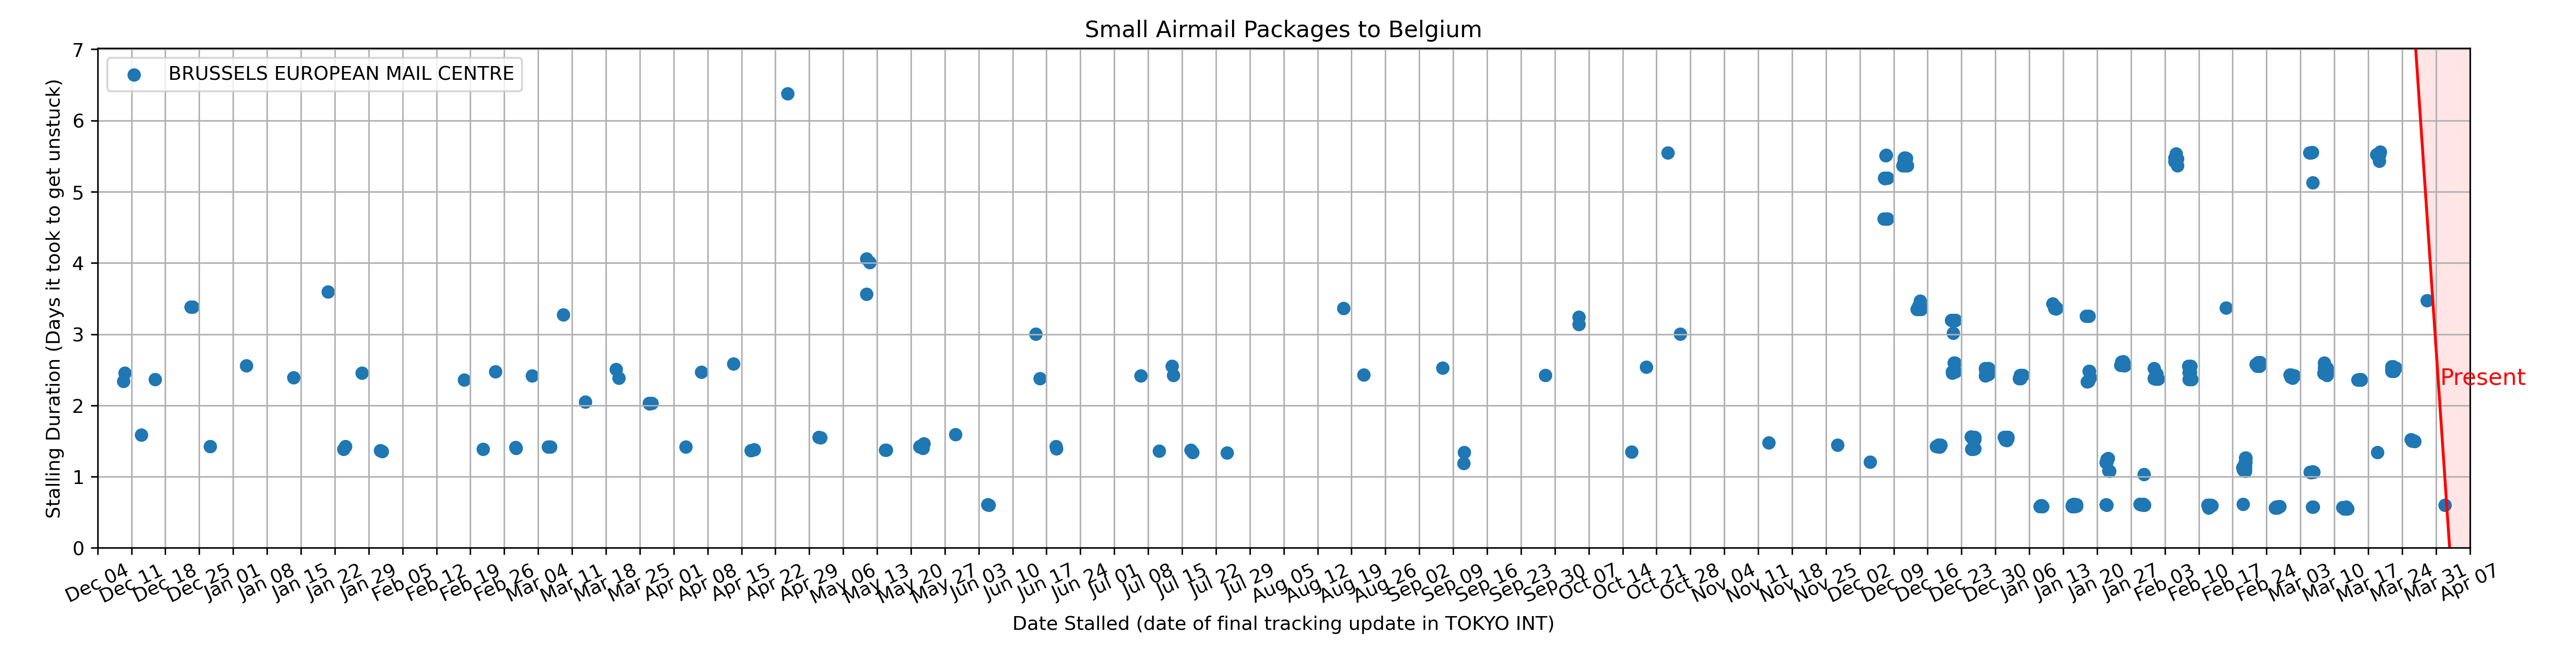 Small Airmail Packages to Belgium
BRUSSELS EUROPEAN MAIL CENTRE
Stalling Duration (Days it took to get unstuck)
7
6
5
4
3
2
1
0
Present
Dec 04 Dec 11 Dec 18 Dec 25 Jan 01 Jan 08 Jan 15 Jan 22 Jan 29 Feb 05 Feb 12 Feb 19 Feb 26 Mar 04 Mar 11 Mar 18 Mar 25 Apr 01 Apr 08 Apr 15 Apr 22 Apr 29 May 06 May 13 May 20 May 27 Jun 03 Jun 10 Jun 17 Jun 24 Jul 01 Jul 08 Jul 15 Jul 22 Jul 29 Aug 05 Aug 12 Aug 19 Aug 26 Sep 02 Sep 09 Sep 16 Sep 23 Sep 30 Oct 07 Oct 14 Oct 21 Oct 28 Nov 04 Nov 11 Nov 18 Nov 25 Dec 02 Dec 09 Dec 16 Dec 23 Dec 30 Jan 06 Jan 13 Jan 20 Jan 27 Feb 03 Feb 10 Feb 17 Feb 24 Mar 03 Mar 10 Mar 17 Mar 24 Mar 31 Apr 07
Date Stalled (date of final tracking update in TOKYO INT)